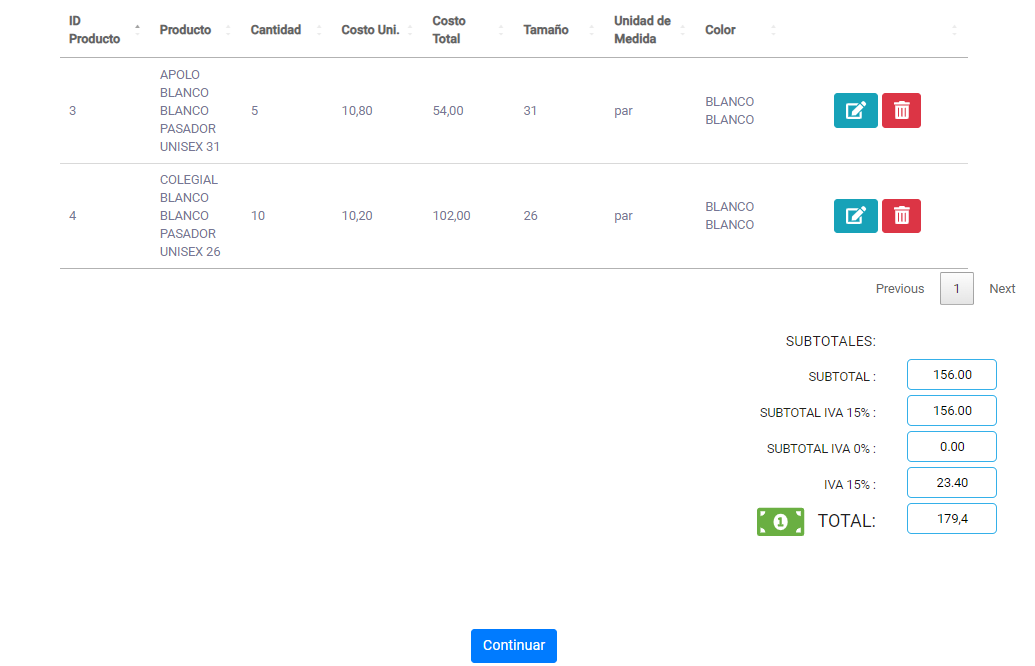 ID Producto Producto Cantidad Costo Uni. Costo Total Tamaño Unidad de Medida Color
3 APOLO BLANCO BLANCO PASADOR UNISEX 31 5 10,80 54,00 31 par BLANCO BLANCO
4 COLEGIAL BLANCO BLANCO PASADOR UNISEX 26 10 10,20 102,00 26 par BLANCO BLANCO
Previous 1 Next
SUBTOTALES:
SUBTOTAL : 156.00
SUBTOTAL IVA 15% : 156.00
SUBTOTAL IVA 0% : 0.00
IVA 15% : 23.40
1 TOTAL: 179,4
Continuar